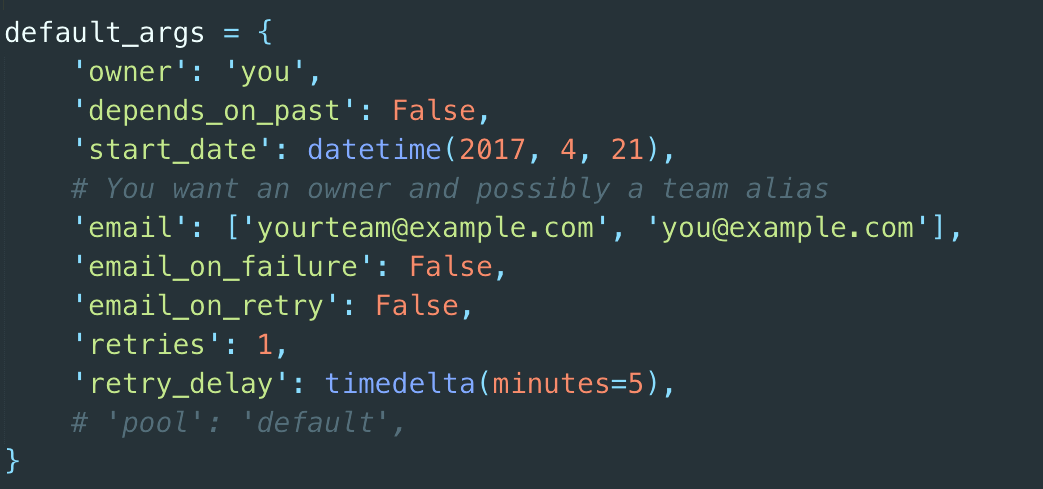 default_args = {
    'owner': 'you',
    'depends_on_past': False,
    'start_date': datetime(2017, 4, 21),
    # You want an owner and possibly a team alias
    'email': ['yourteam@example.com', 'you@example.com'],
    'email_on_failure': False,
    'email_on_retry': False,
    'retries': 1,
    'retry_delay': timedelta(minutes=5),
    # 'pool': 'default',
}